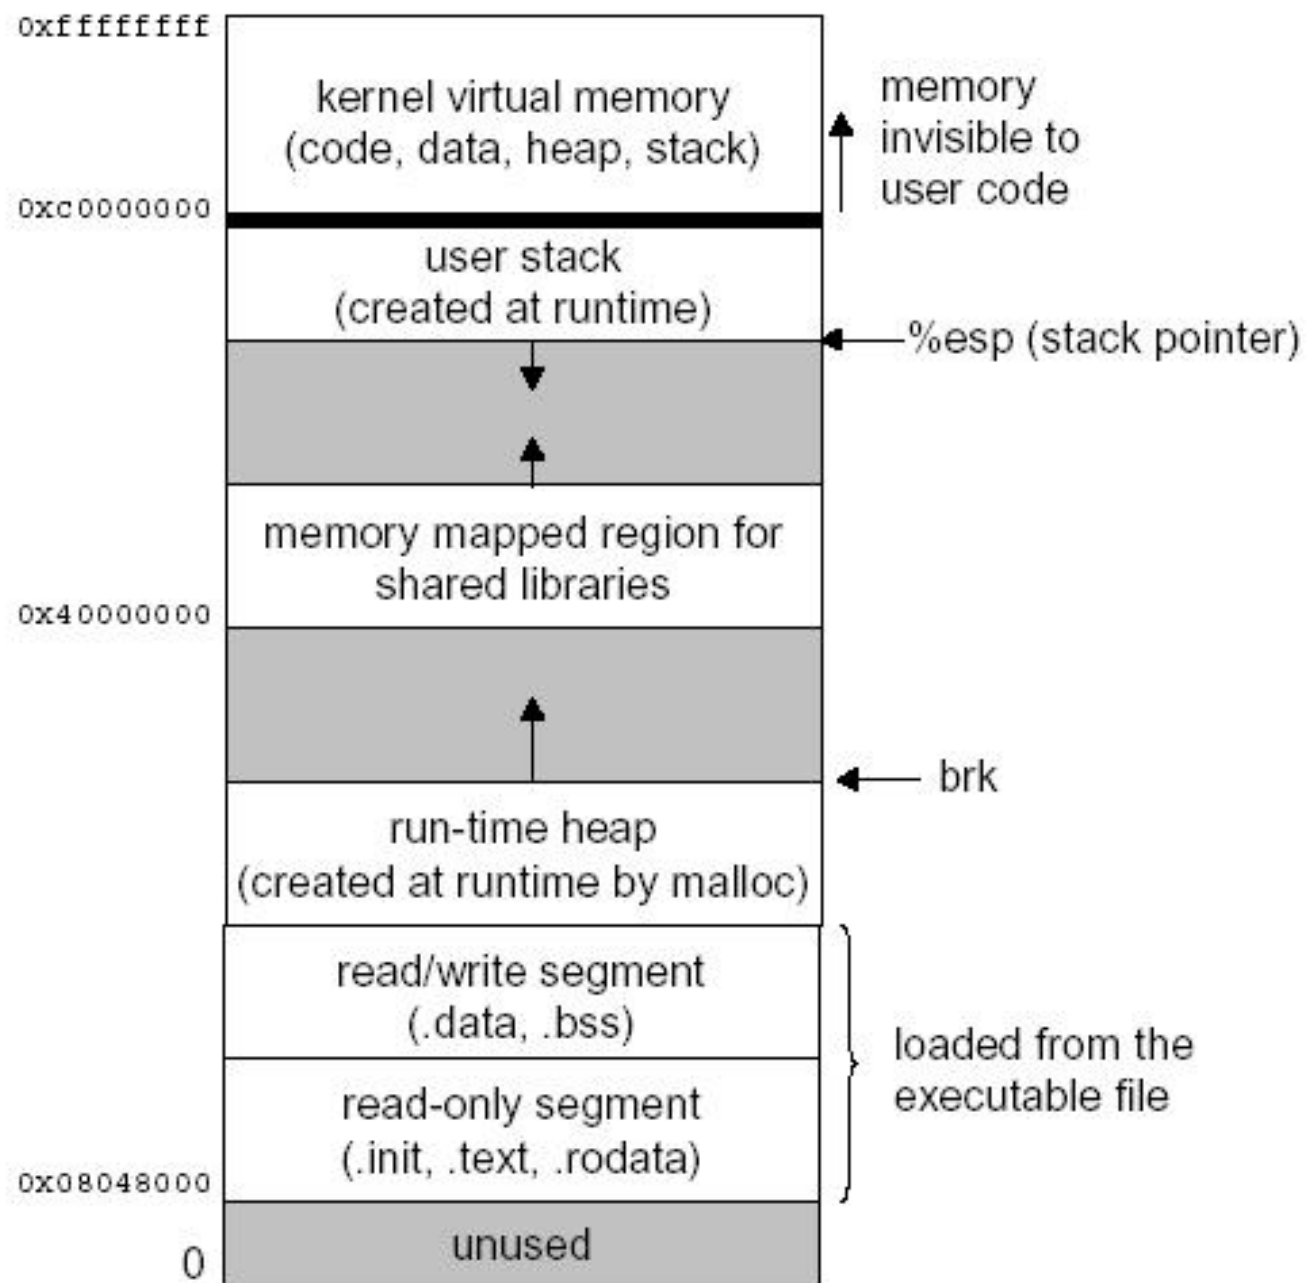 0xffffffff
kernel virtual memory
(code, data, heap, stack)
memory
invisible to
user code
0xc0000000
user stack
(created at runtime)
%esp (stack pointer)
memory mapped region for
shared libraries
0x40000000
brk
run-time heap
(created at runtime by malloc)
read/write segment
(.data, .bss)
loaded from the
executable file
read-only segment
(.init, .text, .rodata)
0x08048000
unused
0